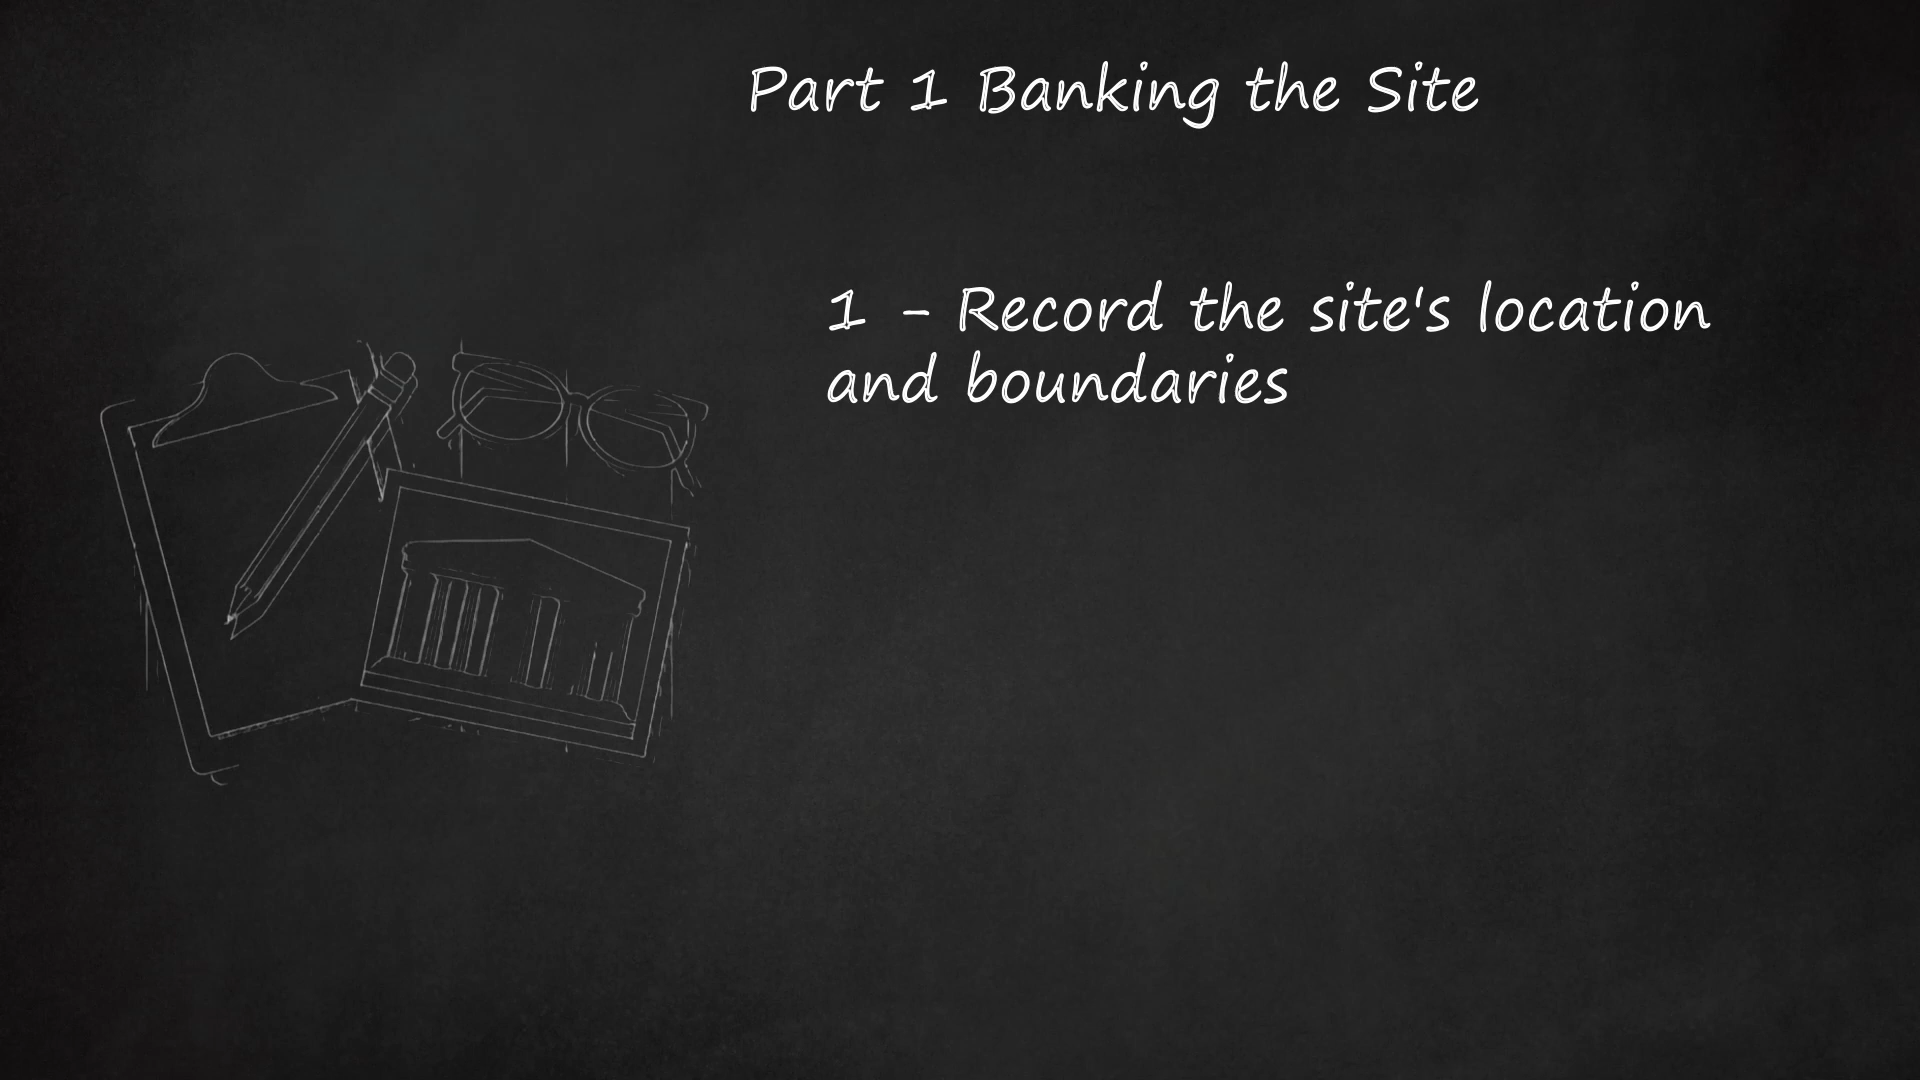 Part 1 Banking the Site
1 - Record the site's location
and boundaries